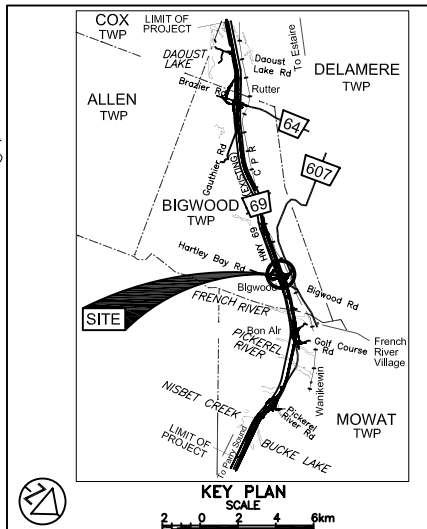 COX
TWP
LIMIT OF
PROJECT
To Estaire
DAOUST
LAKE
Daoust
Lake Rd
DELAMERE
TWP
Brazier Rd
Rutter
ALLEN
TWP
64
Gauthier Rd
(EXISTING)
C P R
607
BIGWOOD
TWP
69
HWY 69
Hartley Bay Rd
Bigwood
Bigwood Rd
SITE
FRENCH RIVER
Bon Air
PICKEREL
RIVER
Golf Course
Rd
French
River
Village
Wanikewin
NISBET CREEK
Pickerel
River Rd
MOWAT
TWP
LIMIT OF
PROJECT
To Parry Sound
BUCKE LAKE
KEY PLAN
SCALE
2 0 2 4 6km